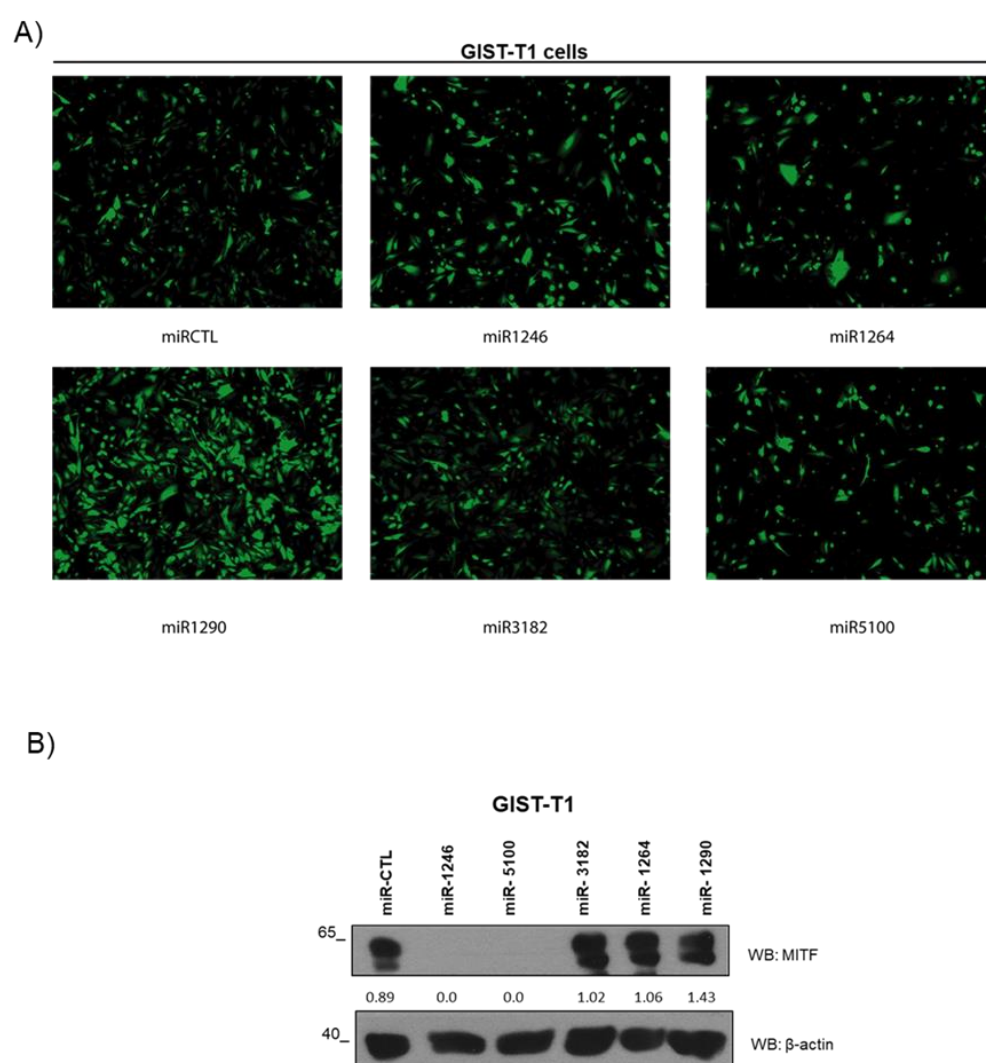 A)
GIST-T1 cells
miRCTL miR1246 miR1264
miR1290 miR3182 miR5100
B)
GIST-T1
miR-CTL miR-1246 miR- 5100 miR- 3182 miR- 1264 miR- 1290
65_ WB: MITF
0.89 0.0 0.0 1.02 1.06 1.43
40_ WB: β-actin